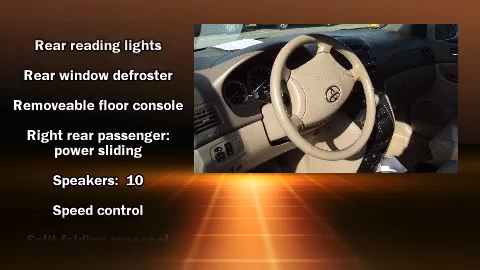 Rear reading lights
Rear window defroster
Removeable floor console
Right rear passenger:
power sliding
Speakers: 10
Speed control